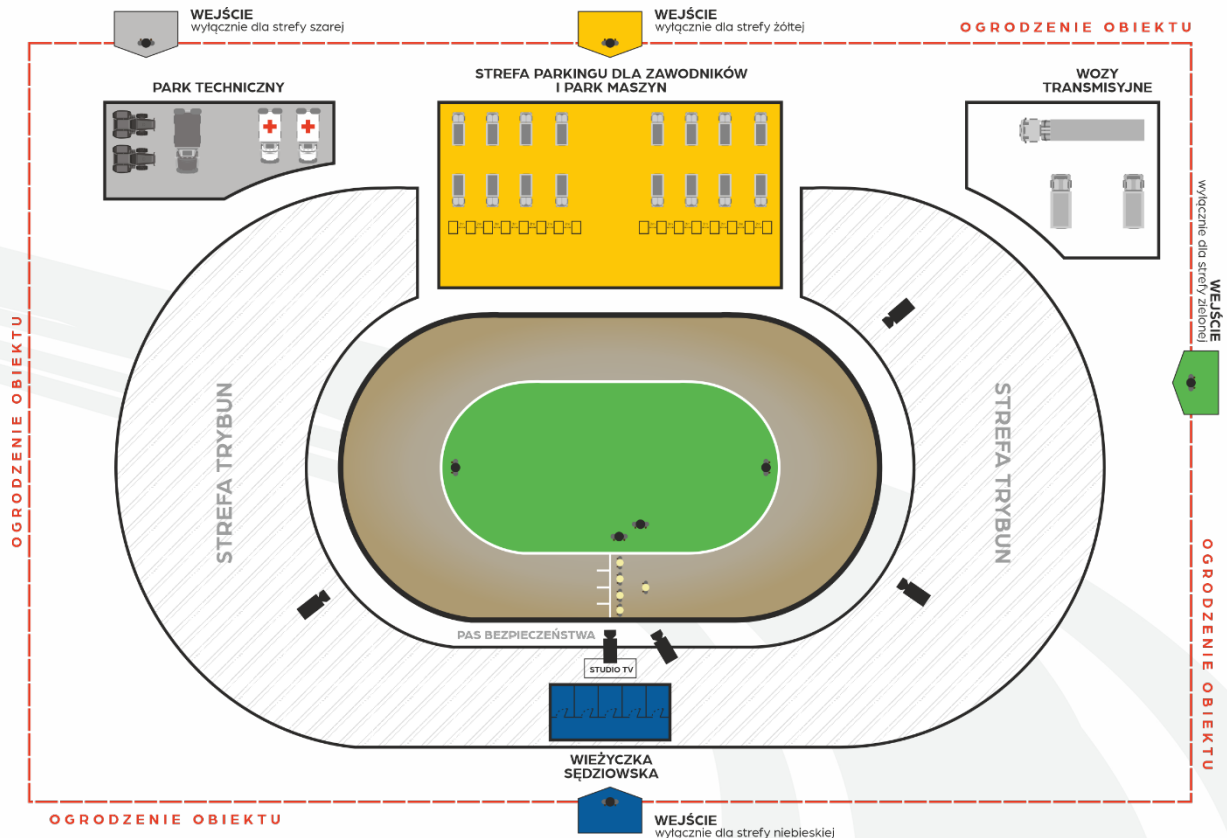 WEJŚCIE
wyłącznie dla strefy szarej
WEJŚCIE
wyłącznie dla strefy żółtej
OGRODZENIE OBIEKTU
PARK TECHNICZNY
STREFA PARKINGU DLA ZAWODNIKÓW
I PARK MASZYN
WOZY
TRANSMISYJNE
WEJŚCIE
wyłącznie dla strefy zielonej
OGRODZENIE OBIEKTU
STREFA TRYBUN
STREFA TRYBUN
OGRODZENIE OBIEKTU
PAS BEZPIECZEŃSTWA
STUDIO TV
WIEŻYCZKA
SĘDZIOWSKA
OGRODZENIE OBIEKTU
WEJŚCIE
wyłącznie dla strefy niebieskiej